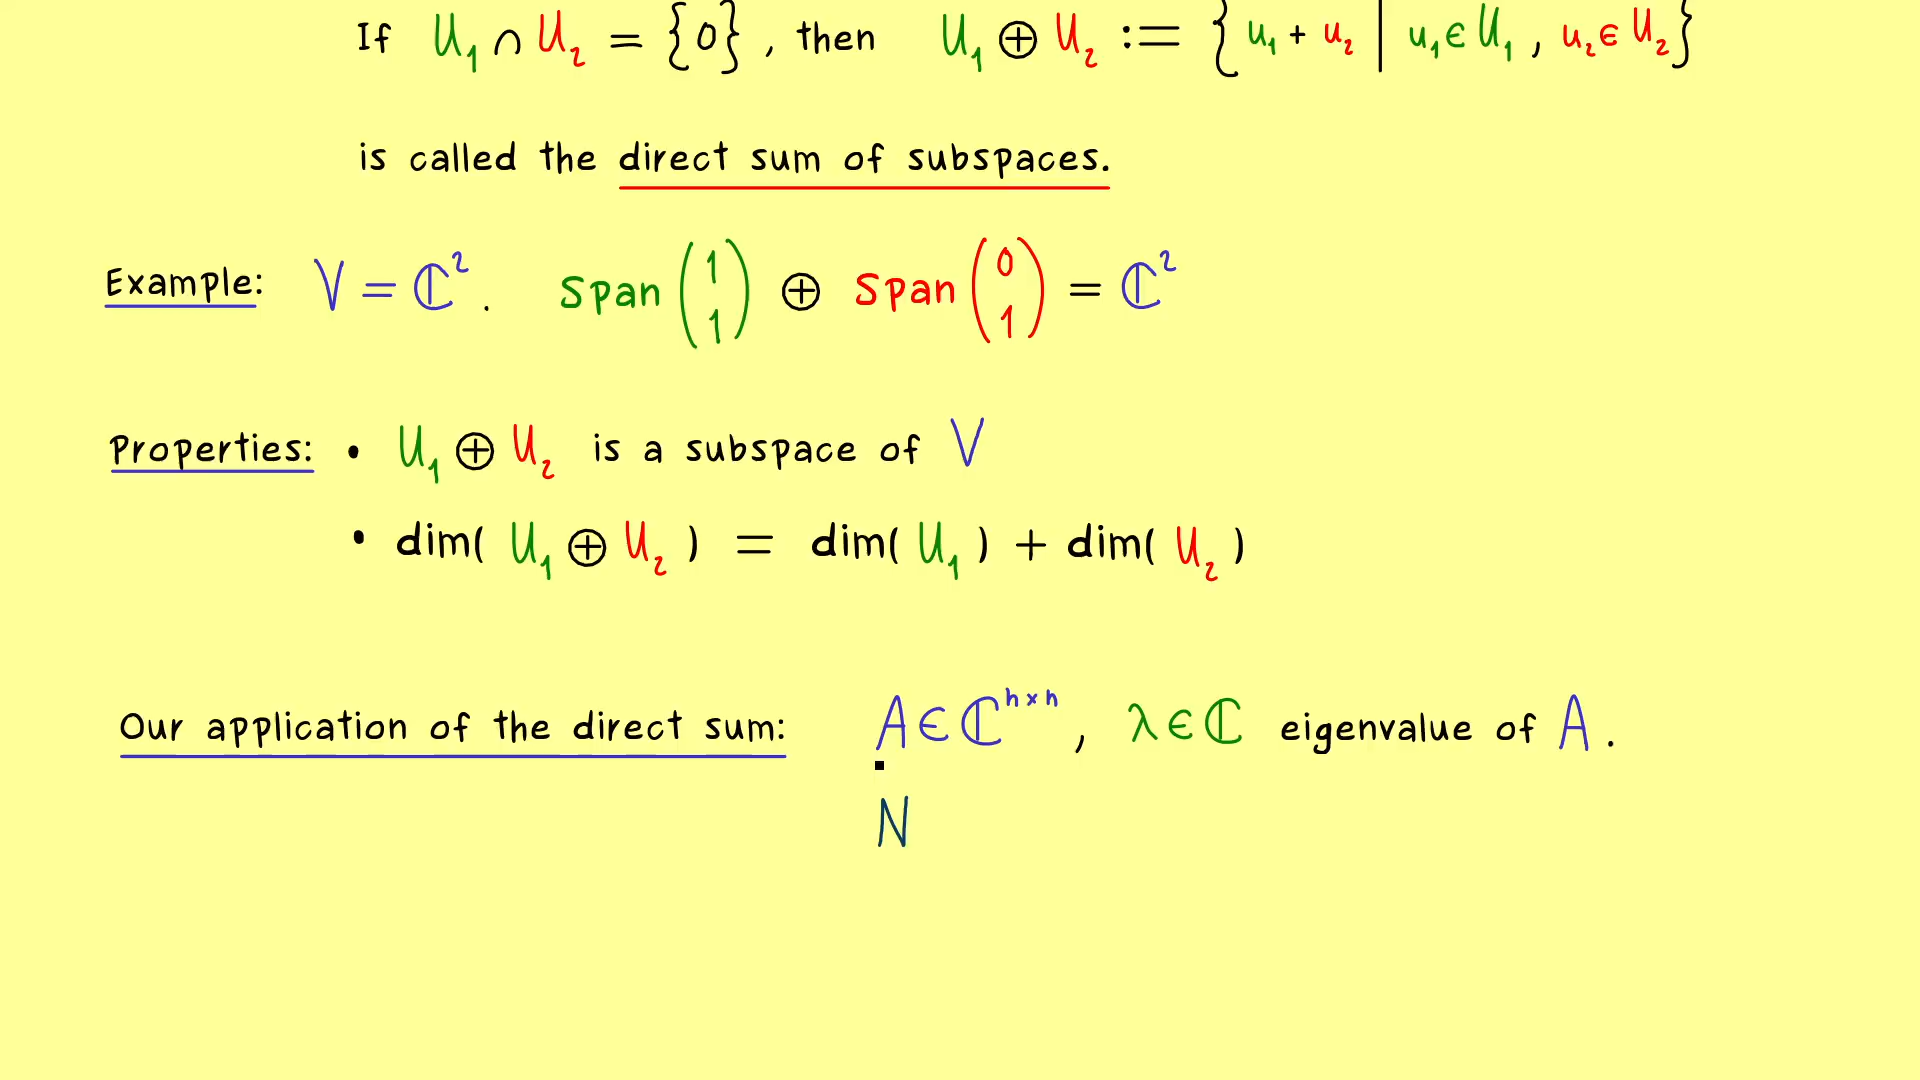 If U₁ ∩ U₂ = {0}, then U₁ ⊕ U₂ := { u₁ + u₂ | u₁ ∈ U₁, u₂ ∈ U₂ }
is called the direct sum of subspaces.
Example: V = ℂ². Span (1 1) ⊕ Span (0 1) = ℂ²
Properties: • U₁ ⊕ U₂ is a subspace of V
• dim( U₁ ⊕ U₂ ) = dim( U₁ ) + dim( U₂ )
Our application of the direct sum: A ∈ ℂⁿˣⁿ, λ ∈ ℂ eigenvalue of A.
N